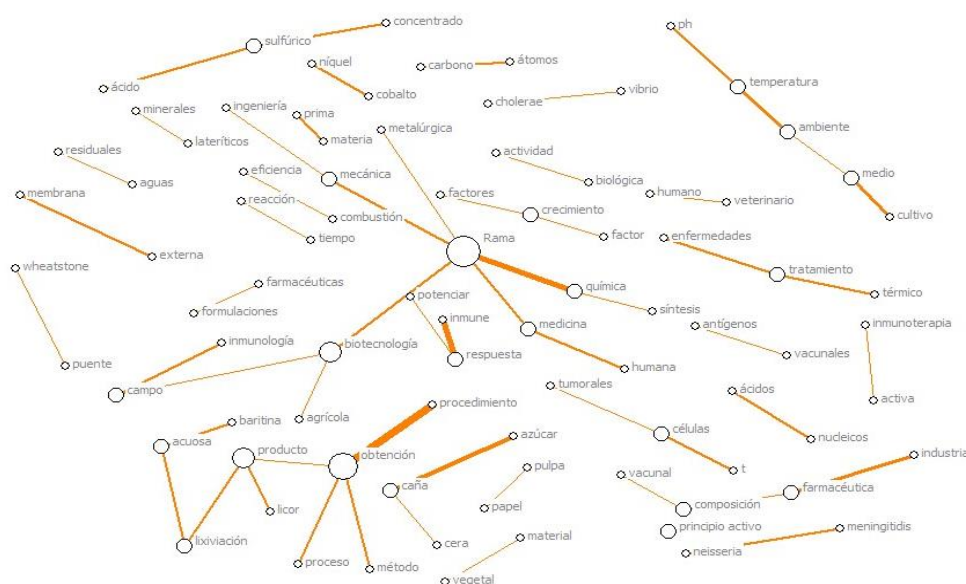 concentrado
ph
sulfúrico
níquel
carbono
átomos
temperatura
ácido
cobalto
cholerae
vibrio
minerales
ingeniería
prima
metalúrgica
ambiente
lateríticos
materia
residuales
actividad
eficiencia
mecánica
medio
aguas
biológica
membrana
reacción
factores
humano
veterinario
combustión
crecimiento
cultivo
tiempo
factor
enfermedades
Rama
externa
wheatstone
tratamiento
farmacéuticas
química
térmico
potenciar
formulaciones
síntesis
inmune
medicina
antígenos
inmunoterapia
inmunología
biotecnología
respuesta
vacunales
puente
humana
campo
tumorales
ácidos
activa
procedimiento
baritina
agrícola
acuosa
azúcar
células
nucleicos
producto
obtención
industria
pulpa
t
vacunal
caña
farmacéutica
licor
papel
composición
principio activo
meningitidis
lixiviación
cera
material
neisseria
proceso
método
vegetal